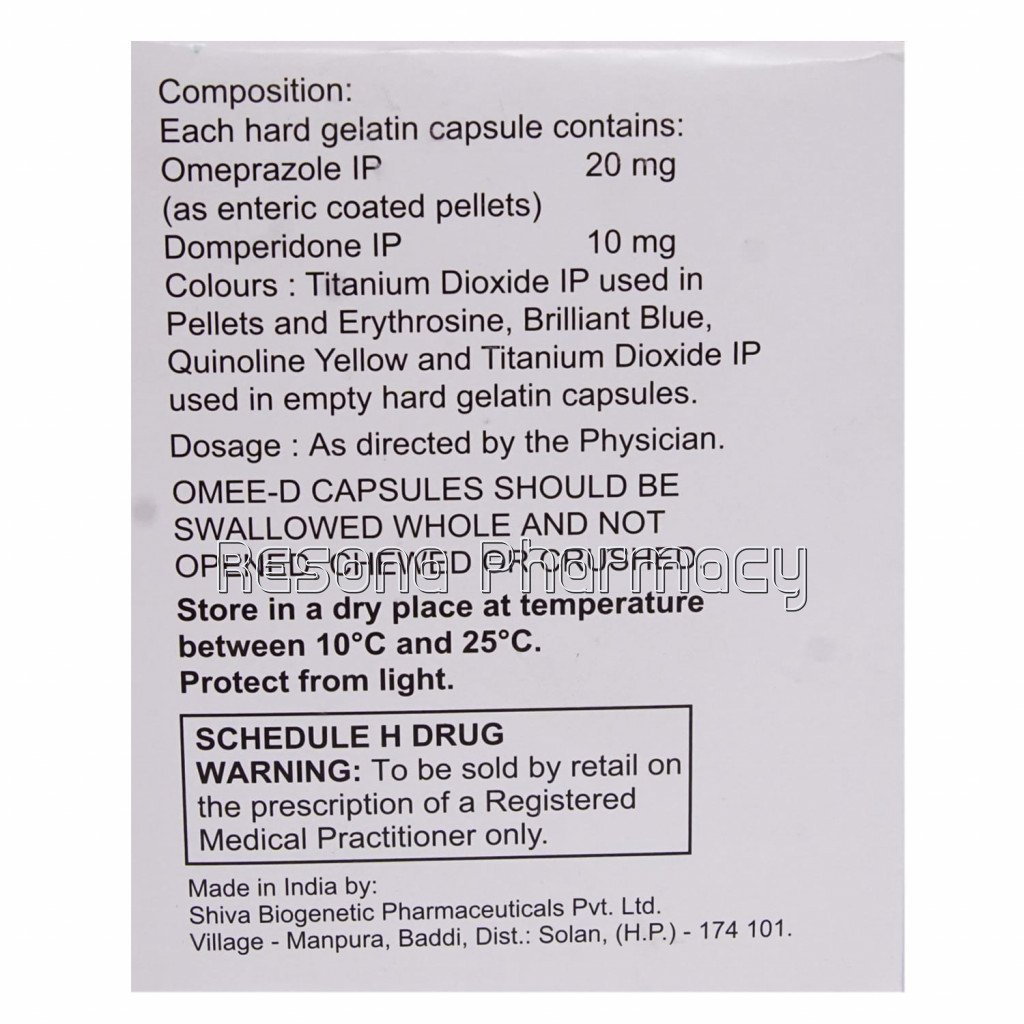 Composition:
Each hard gelatin capsule contains:
Omeprazole IP 20 mg
(as enteric coated pellets)
Domperidone IP 10 mg
Colours : Titanium Dioxide IP used in
Pellets and Erythrosine, Brilliant Blue,
Quinoline Yellow and Titanium Dioxide IP
used in empty hard gelatin capsules.
Dosage : As directed by the Physician.
OMEE-D CAPSULES SHOULD BE
SWALLOWED WHOLE AND NOT
OPENED, CHEWED OR CRUSHED.
Resona Pharmacy
Store in a dry place at temperature
between 10°C and 25°C.
Protect from light.
SCHEDULE H DRUG
WARNING: To be sold by retail on
the prescription of a Registered
Medical Practitioner only.
Made in India by:
Shiva Biogenetic Pharmaceuticals Pvt. Ltd.
Village - Manpura, Baddi, Dist.: Solan, (H.P.) - 174 101.